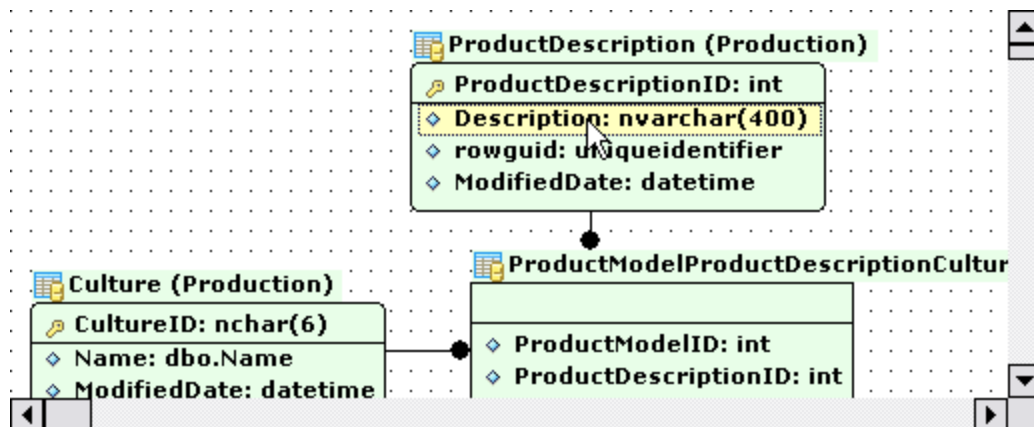 ProductDescription (Production)
ProductDescriptionID: int
Description: nvarchar(400)
rowguid: uniqueidentifier
ModifiedDate: datetime
ProductModelProductDescriptionCultur
Culture (Production)
CultureID: nchar(6)
Name: dbo.Name
ModifiedDate: datetime
ProductModelID: int
ProductDescriptionID: int